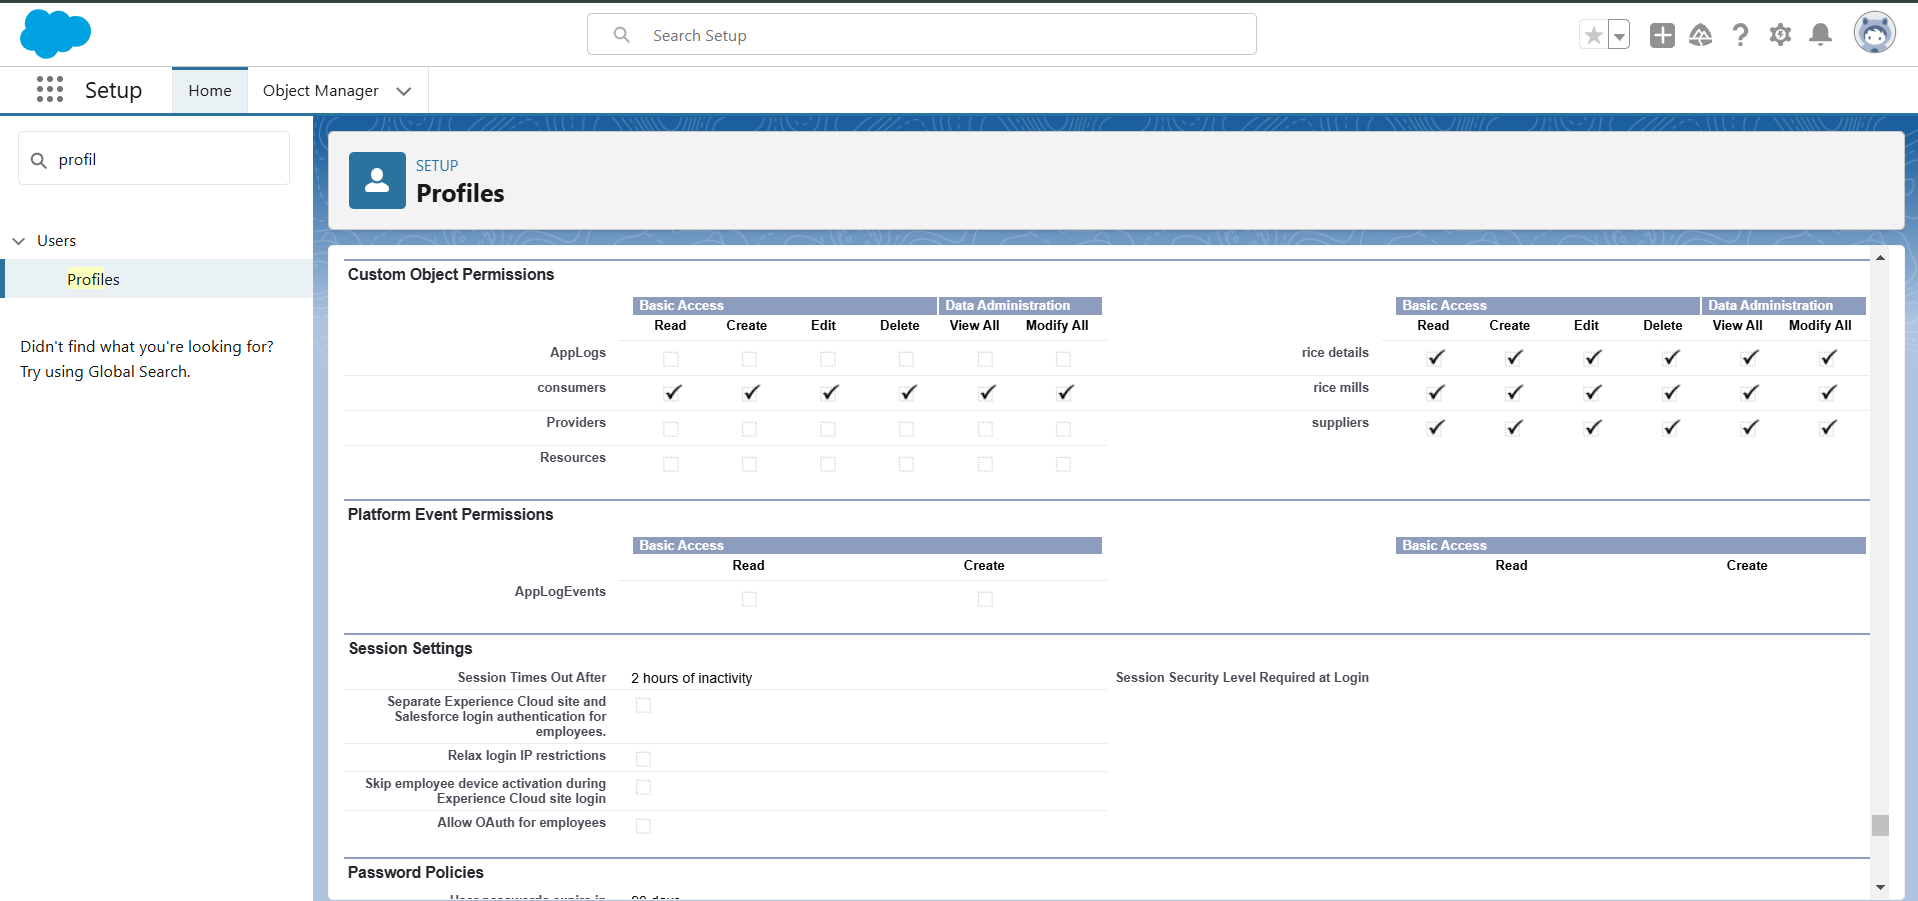 Search Setup
Setup
Home
Object Manager
profil
Users
Profiles
Didn't find what you're looking for?
Try using Global Search.
SETUP
Profiles
Custom Object Permissions
Basic Access Data Administration Basic Access Data Administration
Read Create Edit Delete View All Modify All Read Create Edit Delete View All Modify All
AppLogs rice details
consumers rice mills
Providers suppliers
Resources
Platform Event Permissions
Basic Access Basic Access
Read Create Read Create
AppLogEvents
Session Settings
Session Times Out After 2 hours of inactivity Session Security Level Required at Login
Separate Experience Cloud site and
Salesforce login authentication for
employees.
Relax login IP restrictions
Skip employee device activation during
Experience Cloud site login
Allow OAuth for employees
Password Policies
User passwords expire in 90 days